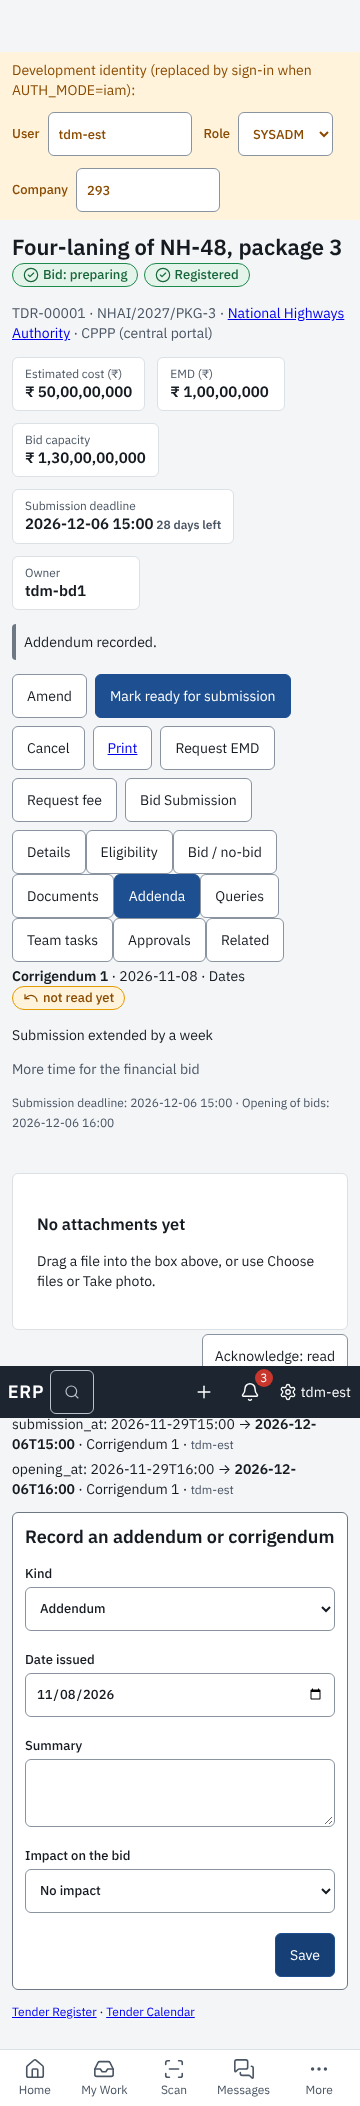 Development identity (replaced by sign-in when
AUTH_MODE=iam):
User tdm-est Role SYSADM
Company 293
Four-laning of NH-48, package 3
Bid: preparing Registered
TDR-00001 · NHAI/2027/PKG-3 · National Highways
Authority · CPPP (central portal)
Estimated cost (₹) EMD (₹)
₹ 50,00,00,000 ₹ 1,00,00,000
Bid capacity
₹ 1,30,00,00,000
Submission deadline
2026-12-06 15:00 28 days left
Owner
tdm-bd1
Addendum recorded.
Amend Mark ready for submission
Cancel Print Request EMD
Request fee Bid Submission
Details Eligibility Bid / no-bid
Documents Addenda Queries
Team tasks Approvals Related
Corrigendum 1 · 2026-11-08 · Dates
not read yet
Submission extended by a week
More time for the financial bid
Submission deadline: 2026-12-06 15:00 · Opening of bids:
2026-12-06 16:00
No attachments yet
Drag a file into the box above, or use Choose
files or Take photo.
Acknowledge: read
ERP 3 tdm-est
submission_at: 2026-11-29T15:00 → 2026-12-
06T15:00 · Corrigendum 1 · tdm-est
opening_at: 2026-11-29T16:00 → 2026-12-
06T16:00 · Corrigendum 1 · tdm-est
Record an addendum or corrigendum
Kind
Addendum
Date issued
11/08/2026
Summary
Impact on the bid
No impact
Save
Tender Register · Tender Calendar
Home My Work Scan Messages More